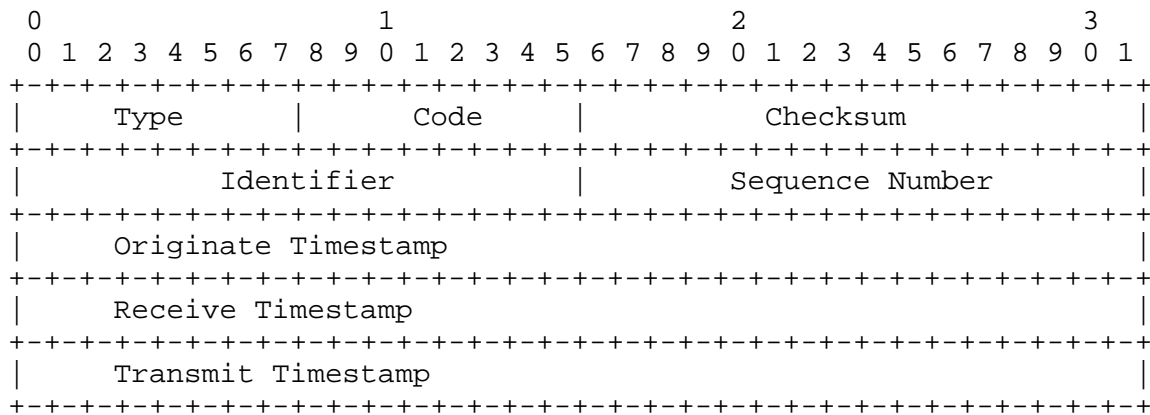 0                   1                   2                   3
 0 1 2 3 4 5 6 7 8 9 0 1 2 3 4 5 6 7 8 9 0 1 2 3 4 5 6 7 8 9 0 1
+-+-+-+-+-+-+-+-+-+-+-+-+-+-+-+-+-+-+-+-+-+-+-+-+-+-+-+-+-+-+-+-+
|     Type      |      Code     |          Checksum             |
+-+-+-+-+-+-+-+-+-+-+-+-+-+-+-+-+-+-+-+-+-+-+-+-+-+-+-+-+-+-+-+-+
|           Identifier          |        Sequence Number        |
+-+-+-+-+-+-+-+-+-+-+-+-+-+-+-+-+-+-+-+-+-+-+-+-+-+-+-+-+-+-+-+-+
|     Originate Timestamp                                       |
+-+-+-+-+-+-+-+-+-+-+-+-+-+-+-+-+-+-+-+-+-+-+-+-+-+-+-+-+-+-+-+-+
|     Receive Timestamp                                         |
+-+-+-+-+-+-+-+-+-+-+-+-+-+-+-+-+-+-+-+-+-+-+-+-+-+-+-+-+-+-+-+-+
|     Transmit Timestamp                                        |
+-+-+-+-+-+-+-+-+-+-+-+-+-+-+-+-+-+-+-+-+-+-+-+-+-+-+-+-+-+-+-+-+